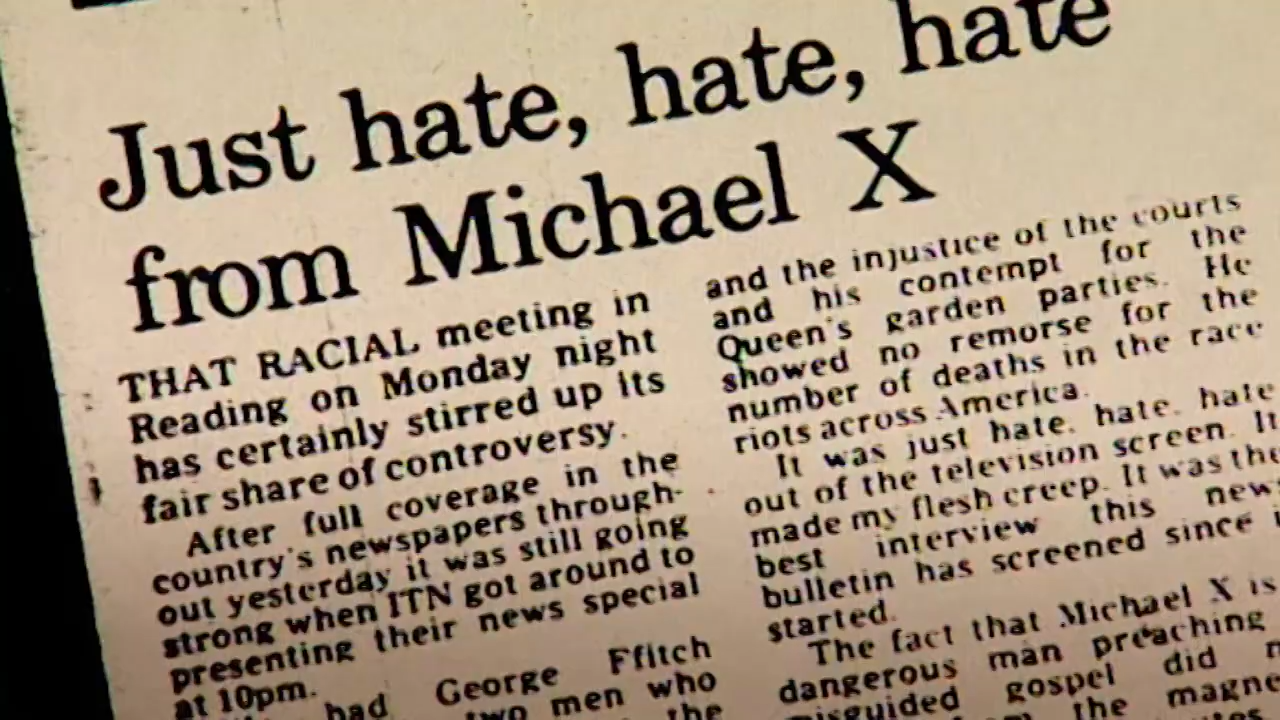 Just hate, hate, hate
from Michael X
THAT RACIAL meeting in
Reading on Monday night
has certainly stirred up its
fair share of controversy.
After full coverage in the
country's newspapers through-
out yesterday it was still going
strong when ITN got around to
presenting their news special
at 10pm.
had George Ffitch
two men who
the
and the injustice of the courts
and his contempt for the
Queen's garden parties. He
showed no remorse for the
number of deaths in the race
riots across America.
It was just hate, hate, hate
out of the television screen. It
made my flesh creep. It was the
best interview this news
bulletin has screened since i
started.
The fact that Michael X is
dangerous man preaching
misguided gospel did
the magne